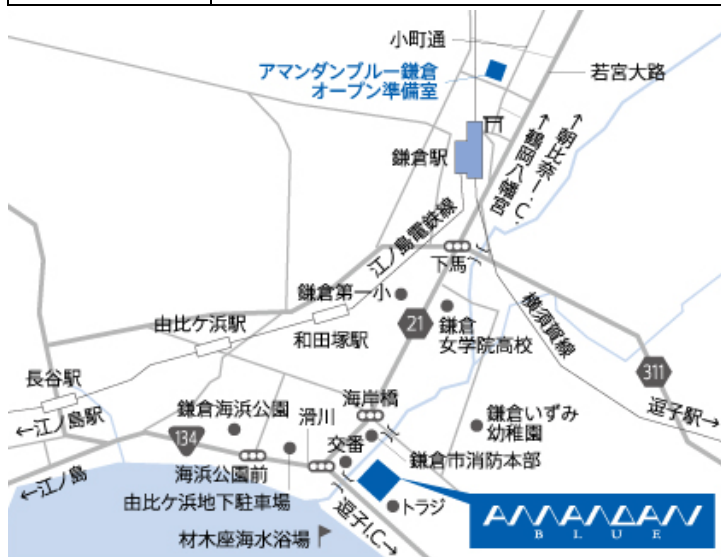 小町通
アマンダンブルー鎌倉
オープン準備室
若宮大路
↑朝比奈I.C.
↑鶴岡八幡宮
鎌倉駅
江ノ島電鉄線
下馬
鎌倉第一小
横須賀線
21
鎌倉
女学院高校
由比ケ浜駅
和田塚駅
311
長谷駅
海岸橋
逗子駅→
←江ノ島駅
鎌倉海浜公園
滑川
鎌倉いずみ
幼稚園
134
交番
鎌倉市消防本部
海浜公園前
←江ノ島
由比ケ浜地下駐車場
トラジ
逗子I.C→
材木座海水浴場
AMANDAN
BLUE